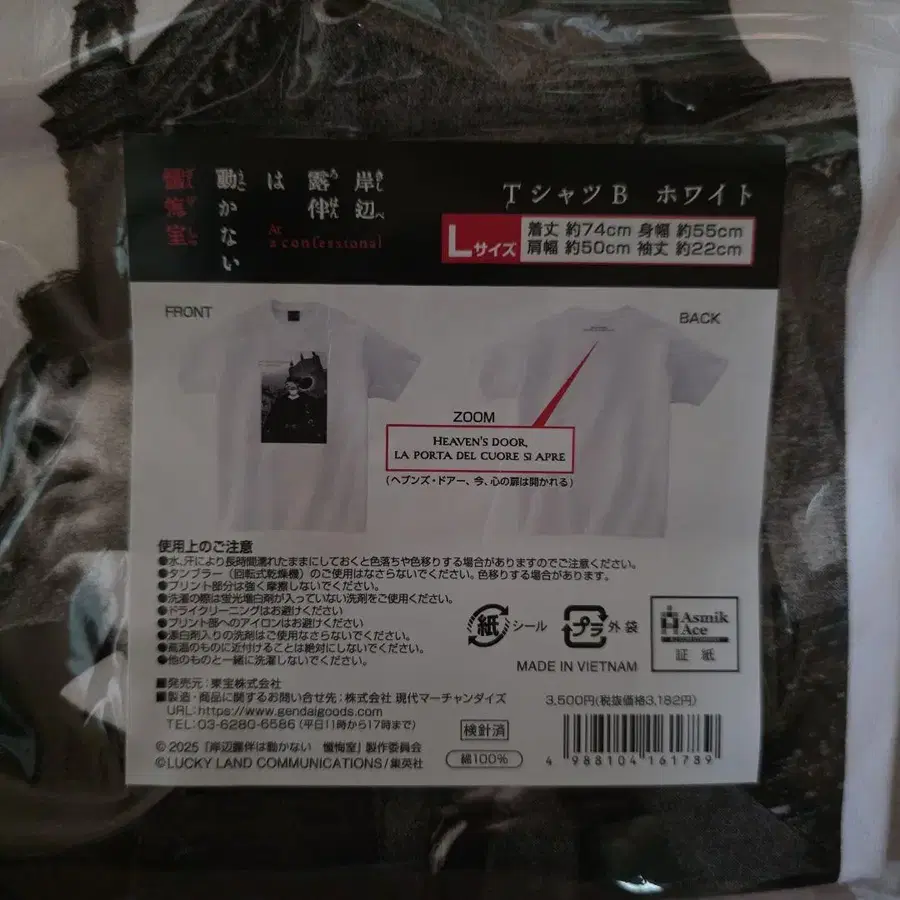 岸辺
露伴
は
動かない
懺悔室
At
a confessional
TシャツB ホワイト
Lサイズ
着丈 約74cm 身幅 約55cm
肩幅 約50cm 袖丈 約22cm
FRONT
BACK
ZOOM
HEAVEN'S DOOR,
LA PORTA DEL CUORE SI APRE
(ヘブンズ・ドアー、今、心の扉は開かれる)
使用上のご注意
●水、汗により長時間濡れたままにしておくと色落ちや色移りする場合がありますのでご注意ください。
●タンブラー(回転式乾燥機)のご使用はなさらないでください。色移りする場合があります。
●プリント部分は強く摩擦しないでください。
●洗濯の際は蛍光増白剤が入っていない洗剤をご使用ください。
●ドライクリーニングはお避けください
●プリント部へのアイロンはお避けください
●漂白剤入りの洗剤はご使用なさらないでください。
●高温のものに近付けることは絶対にしないでください。
●他のものと一緒に洗濯しないでください。
紙 シール
プラ 外袋
Asmik
Ace
証紙
MADE IN VIETNAM
■発売元:東宝株式会社
■製造・商品に関するお問い合せ先:株式会社 現代マーチャンダイズ
URL:https://www.gendaigoods.com
TEL:03-6280-6586(平日11時から17時まで)
3,500円(税抜価格3,182円)
検針済
綿100%
© 2025『岸辺露伴は動かない 懺悔室』製作委員会
©LUCKY LAND COMMUNICATIONS/集英社
4 988104 161789